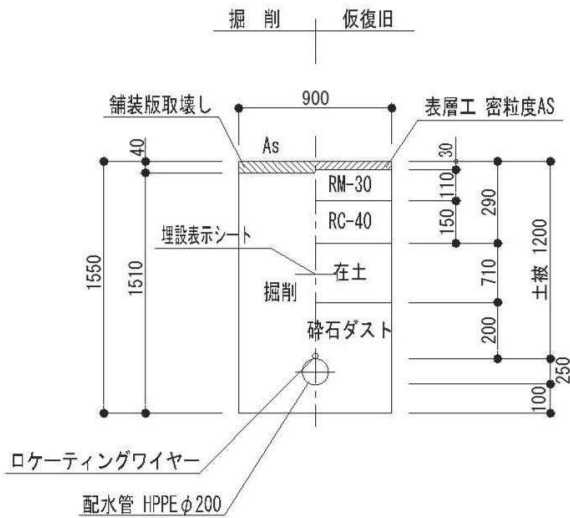 掘 削
仮復旧
舗装版取壊し
900
表層工 密粒度AS
40
As
30
RM-30
110
290
RC-40
150
埋設表示シート
土被 1200
1550
1510
在土
710
掘削
砕石ダスト
200
250
100
ロケーティングワイヤー
配水管 HPPEφ200